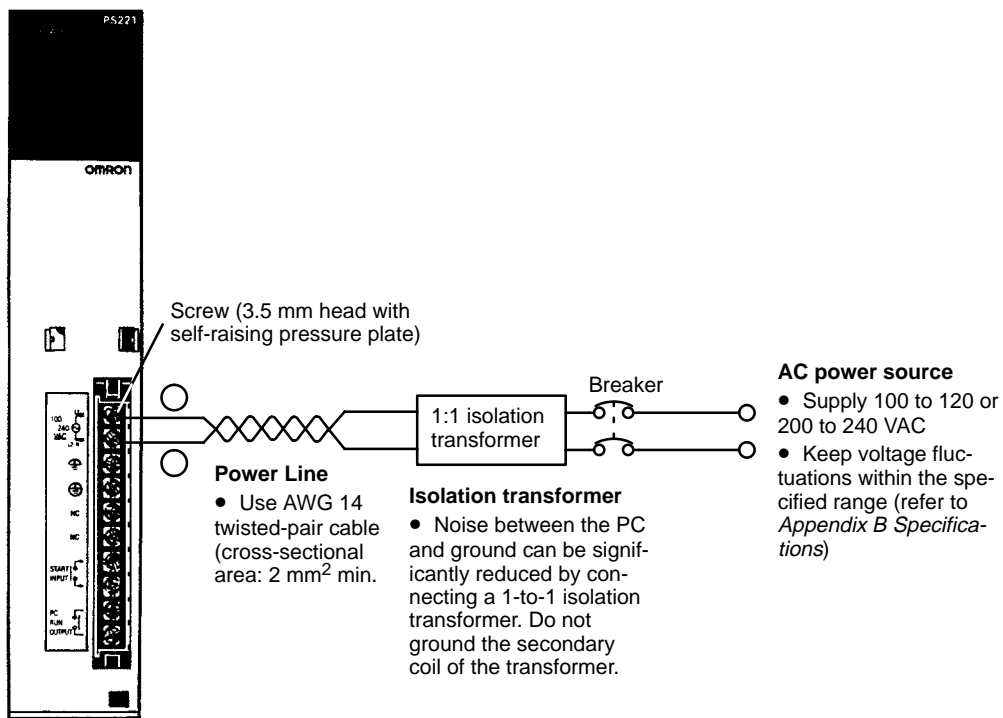 PS221
OMRON
Screw (3.5 mm head with
self-raising pressure plate)
100
240
VAC
NC
NC
START
INPUT
PC
RUN
OUTPUT
Power Line
• Use AWG 14
twisted-pair cable
(cross-sectional
area: 2 mm² min.
1:1 isolation
transformer
Isolation transformer
• Noise between the PC
and ground can be signif-
icantly reduced by con-
necting a 1-to-1 isolation
transformer. Do not
ground the secondary
coil of the transformer.
Breaker
AC power source
• Supply 100 to 120 or
200 to 240 VAC
• Keep voltage fluc-
tuations within the spe-
cified range (refer to
Appendix B Specifica-
tions)